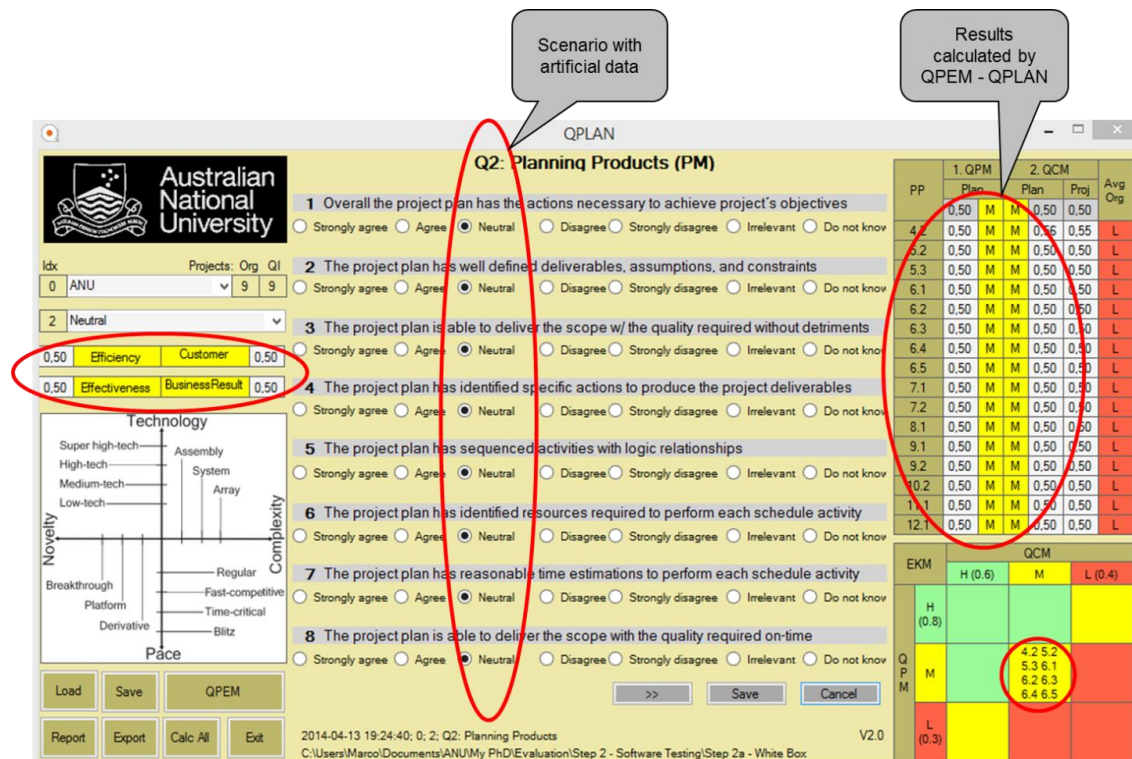 Scenario with
artificial data
Results
calculated by
QPEM - QPLAN
QPLAN
Australian
National
University
Idx Projects: Org QI
0 ANU 9 9
2 Neutral
0,50 Efficiency Customer 0,50
0,50 Effectiveness BusinessResult 0,50
Technology
Super high-tech
High-tech
Medium-tech
Low-tech
Assembly
System
Array
Novelty
Complexity
Breakthrough
Platform
Derivative
Regular
Fast-competitive
Time-critical
Blitz
Pace
Load Save QPEM
Report Export Calc All Exit
Q2: Planning Products (PM)
1 Overall the project plan has the actions necessary to achieve project´s objectives
Strongly agree Agree Neutral Disagree Strongly disagree Irrelevant Do not know
2 The project plan has well defined deliverables, assumptions, and constraints
Strongly agree Agree Neutral Disagree Strongly disagree Irrelevant Do not know
3 The project plan is able to deliver the scope w/ the quality required without detriments
Strongly agree Agree Neutral Disagree Strongly disagree Irrelevant Do not know
4 The project plan has identified specific actions to produce the project deliverables
Strongly agree Agree Neutral Disagree Strongly disagree Irrelevant Do not know
5 The project plan has sequenced activities with logic relationships
Strongly agree Agree Neutral Disagree Strongly disagree Irrelevant Do not know
6 The project plan has identified resources required to perform each schedule activity
Strongly agree Agree Neutral Disagree Strongly disagree Irrelevant Do not know
7 The project plan has reasonable time estimations to perform each schedule activity
Strongly agree Agree Neutral Disagree Strongly disagree Irrelevant Do not know
8 The project plan is able to deliver the scope with the quality required on-time
Strongly agree Agree Neutral Disagree Strongly disagree Irrelevant Do not know
>> Save Cancel
2014-04-13 19:24:40; 0; 2; Q2: Planning Products V2.0
C:\Users\Marco\Documents\ANU\My PhD\Evaluation\Step 2 - Software Testing\Step 2a - White Box
PP 1. QPM 2. QCM Avg
Org
Plan Plan Proj
0,50 M M 0,50 0,50
4.2 0,50 M M 0,56 0,55 L
5.2 0,50 M M 0,50 0,50 L
5.3 0,50 M M 0,50 0,50 L
6.1 0,50 M M 0,50 0,50 L
6.2 0,50 M M 0,50 0,50 L
6.3 0,50 M M 0,50 0,50 L
6.4 0,50 M M 0,50 0,50 L
6.5 0,50 M M 0,50 0,50 L
7.1 0,50 M M 0,50 0,50 L
7.2 0,50 M M 0,50 0,50 L
8.1 0,50 M M 0,50 0,50 L
9.1 0,50 M M 0,50 0,50 L
9.2 0,50 M M 0,50 0,50 L
10.2 0,50 M M 0,50 0,50 L
11.1 0,50 M M 0,50 0,50 L
12.1 0,50 M M 0,50 0,50 L
EKM QCM
H (0.6) M L (0.4)
QPM
H
(0.8)
M
4.2 5.2
5.3 6.1
6.2 6.3
6.4 6.5
L
(0.3)